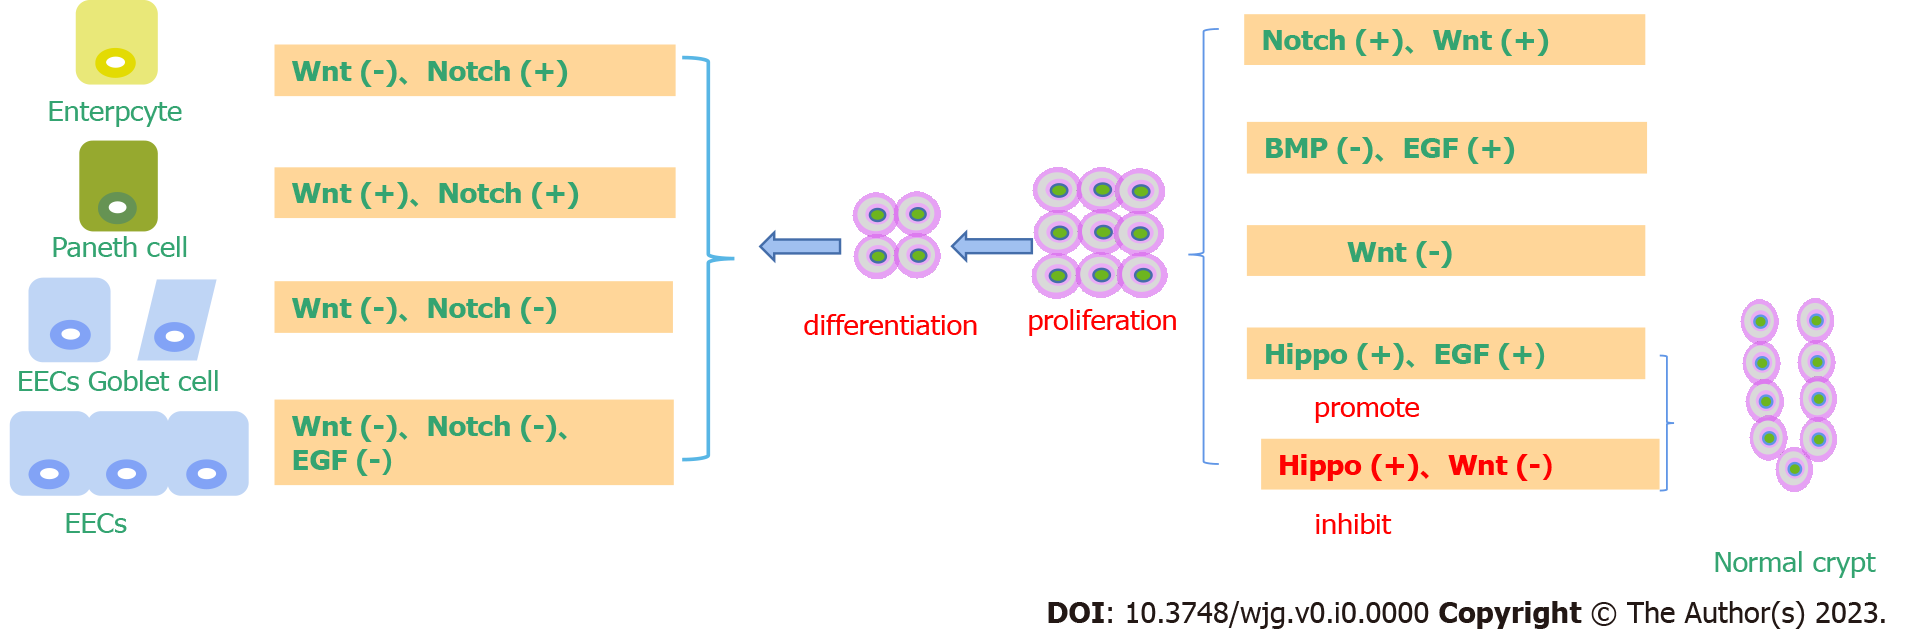 Enterpcyte
Paneth cell
EECs Goblet cell
EECs
Wnt (-)、Notch (+)
Wnt (+)、Notch (+)
Wnt (-)、Notch (-)
Wnt (-)、Notch (-)、
EGF (-)
differentiation
proliferation
Notch (+)、Wnt (+)
BMP (-)、EGF (+)
Wnt (-)
Hippo (+)、EGF (+)
promote
Hippo (+)、Wnt (-)
inhibit
Normal crypt
DOI: 10.3748/wjg.v0.i0.0000 Copyright © The Author(s) 2023.